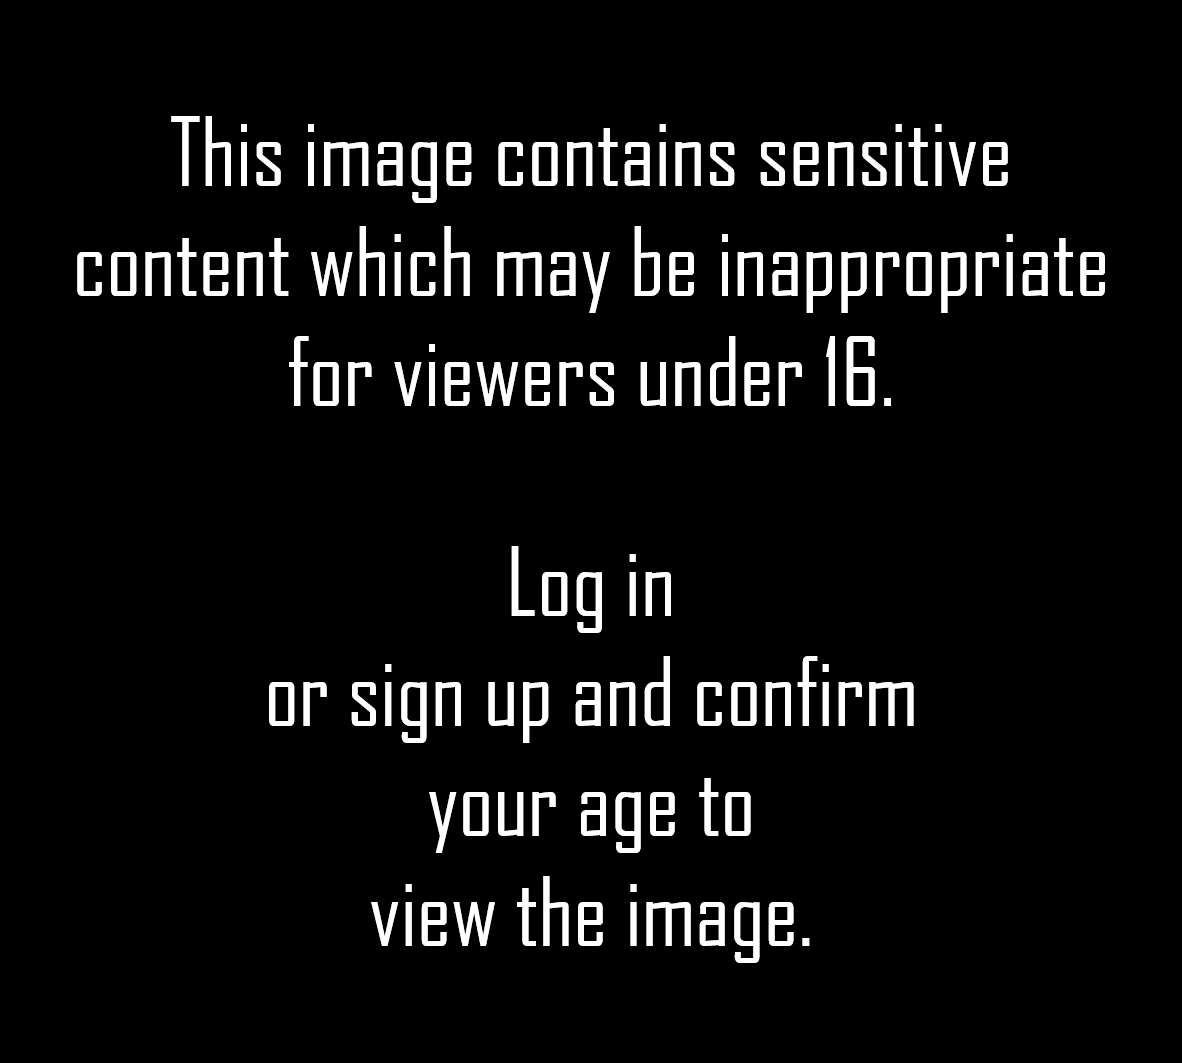 This image contains sensitive
content which may be inappropriate
for viewers under 16.
Log in
or sign up and confirm
your age to
view the image.